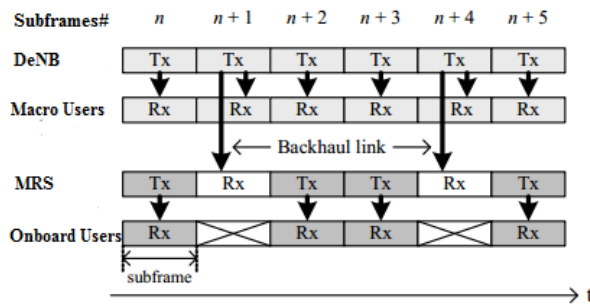 Subframes# n n + 1 n + 2 n + 3 n + 4 n + 5
DeNB Tx Tx Tx Tx Tx Tx
Macro Users Rx Rx Rx Rx Rx Rx
Backhaul link
MRS Tx Rx Tx Tx Rx Tx
Onboard Users Rx Rx Rx Rx
subframe
t